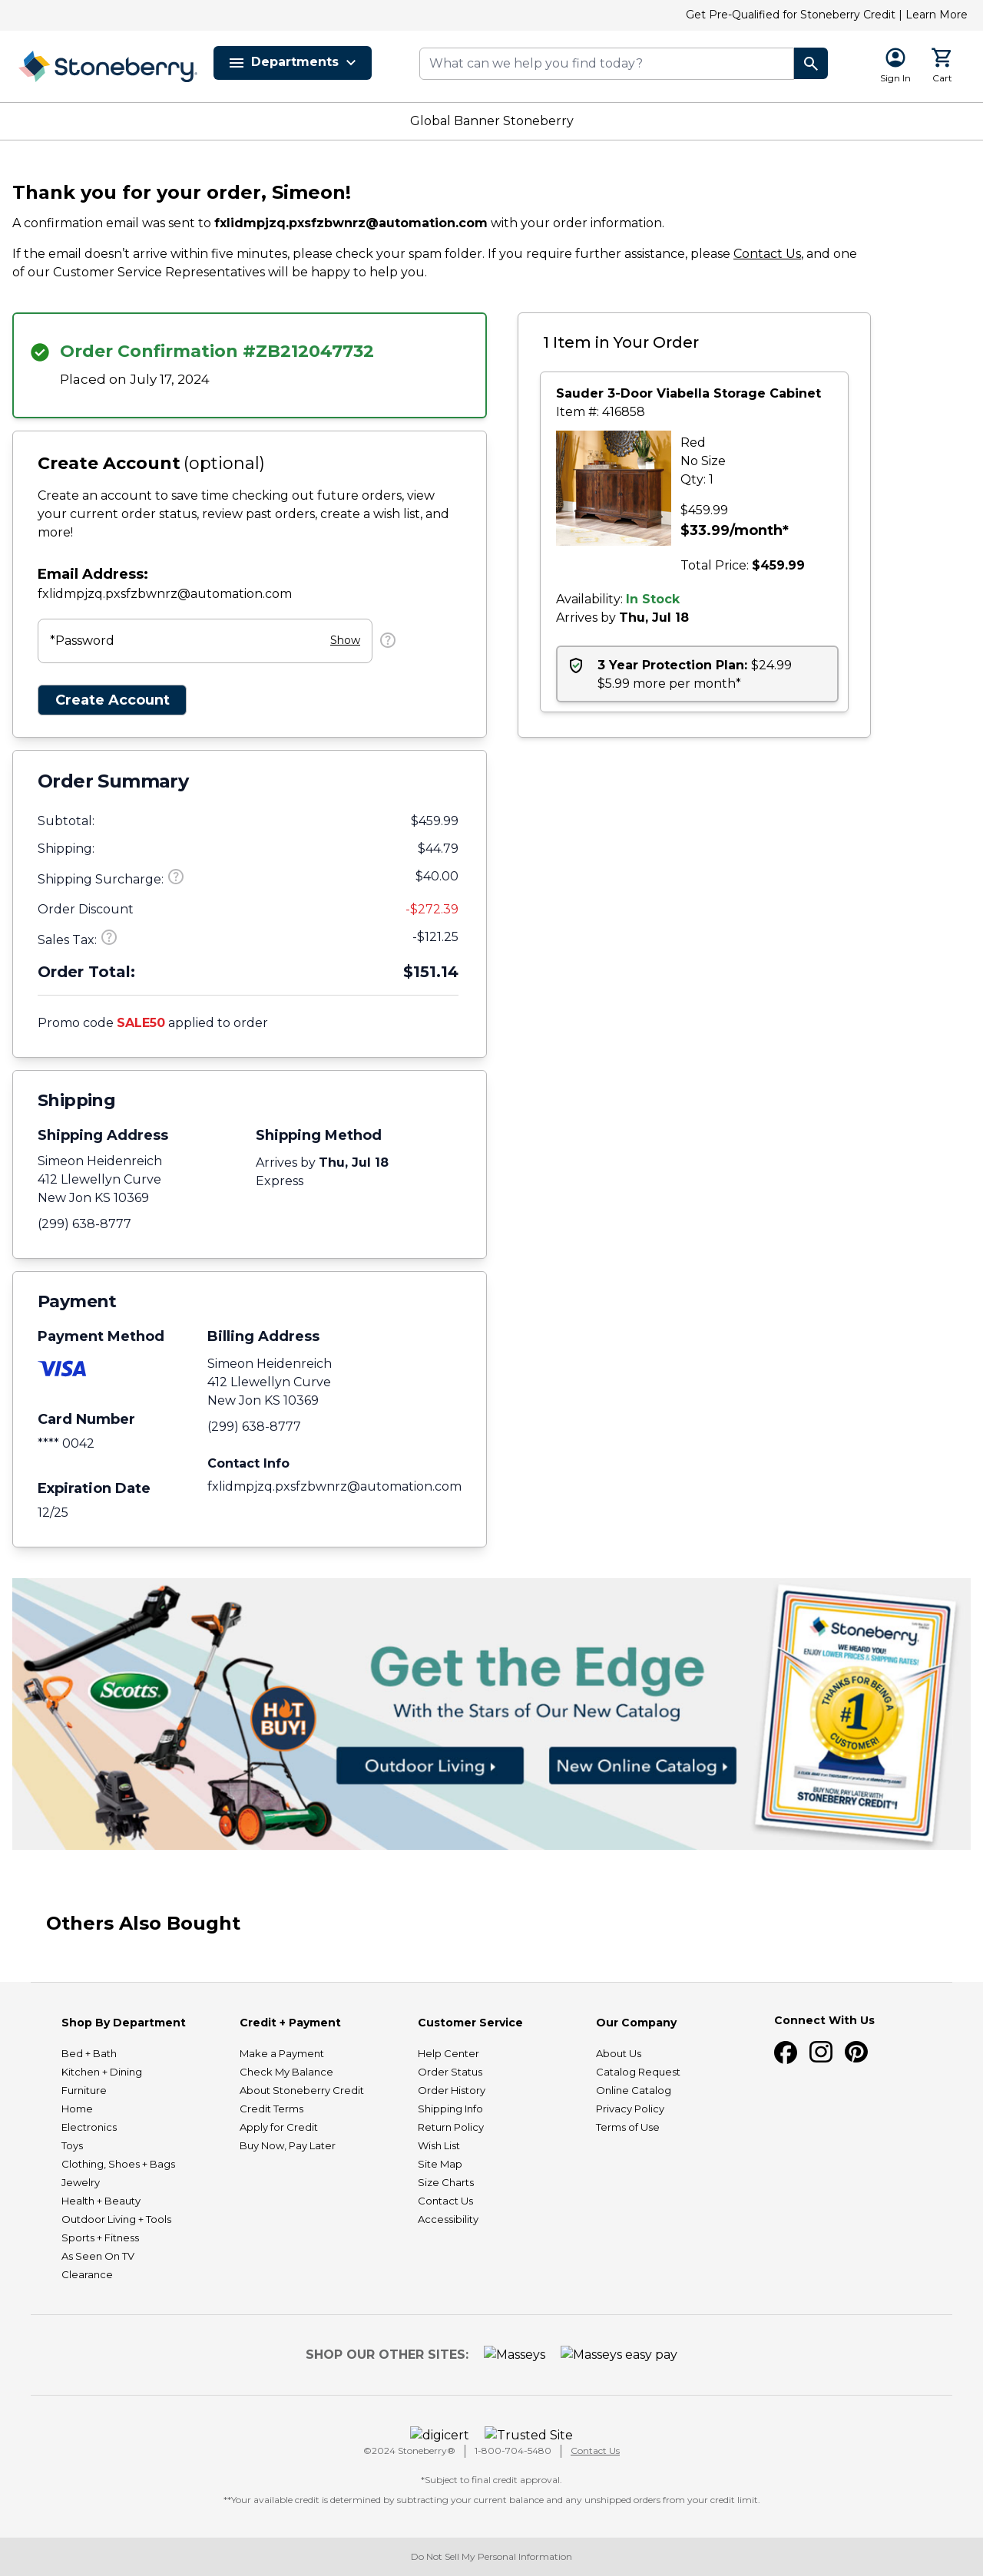 Get Pre-Qualified for Stoneberry Credit | Learn More
Stoneberry
Departments
What can we help you find today?
Sign In
Cart
Global Banner Stoneberry
Thank you for your order, Simeon!
A confirmation email was sent to fxlidmpjzq.pxsfzbwnrz@automation.com with your order information.
If the email doesn’t arrive within five minutes, please check your spam folder. If you require further assistance, please Contact Us, and one
of our Customer Service Representatives will be happy to help you.
Order Confirmation #ZB212047732
Placed on July 17, 2024
Create Account (optional)
Create an account to save time checking out future orders, view
your current order status, review past orders, create a wish list, and
more!
Email Address:
fxlidmpjzq.pxsfzbwnrz@automation.com
*Password
Show
Create Account
1 Item in Your Order
Sauder 3-Door Viabella Storage Cabinet
Item #: 416858
Red
No Size
Qty: 1
$459.99
$33.99/month*
Total Price: $459.99
Availability: In Stock
Arrives by Thu, Jul 18
3 Year Protection Plan: $24.99
$5.99 more per month*
Order Summary
Subtotal: $459.99
Shipping: $44.79
Shipping Surcharge: $40.00
Order Discount -$272.39
Sales Tax: -$121.25
Order Total: $151.14
Promo code SALE50 applied to order
Shipping
Shipping Address
Simeon Heidenreich
412 Llewellyn Curve
New Jon KS 10369
(299) 638-8777
Shipping Method
Arrives by Thu, Jul 18
Express
Payment
Payment Method
VISA
Card Number
**** 0042
Expiration Date
12/25
Billing Address
Simeon Heidenreich
412 Llewellyn Curve
New Jon KS 10369
(299) 638-8777
Contact Info
fxlidmpjzq.pxsfzbwnrz@automation.com
Scotts
HOT
BUY!
Get the Edge
With the Stars of Our New Catalog
Outdoor Living
New Online Catalog
Stoneberry
WE HEARD YOU!
ENJOY LOWER PRICES & SHIPPING RATES!
THANKS FOR BEING A
#1
CUSTOMER!
BUY NOW, PAY LATER WITH
STONEBERRY CREDIT!
Others Also Bought
Shop By Department
Bed + Bath
Kitchen + Dining
Furniture
Home
Electronics
Toys
Clothing, Shoes + Bags
Jewelry
Health + Beauty
Outdoor Living + Tools
Sports + Fitness
As Seen On TV
Clearance
Credit + Payment
Make a Payment
Check My Balance
About Stoneberry Credit
Credit Terms
Apply for Credit
Buy Now, Pay Later
Customer Service
Help Center
Order Status
Order History
Shipping Info
Return Policy
Wish List
Site Map
Size Charts
Contact Us
Accessibility
Our Company
About Us
Catalog Request
Online Catalog
Privacy Policy
Terms of Use
Connect With Us
SHOP OUR OTHER SITES:
Masseys
Masseys easy pay
digicert
Trusted Site
©2024 Stoneberry®
1-800-704-5480
Contact Us
*Subject to final credit approval.
**Your available credit is determined by subtracting your current balance and any unshipped orders from your credit limit.
Do Not Sell My Personal Information